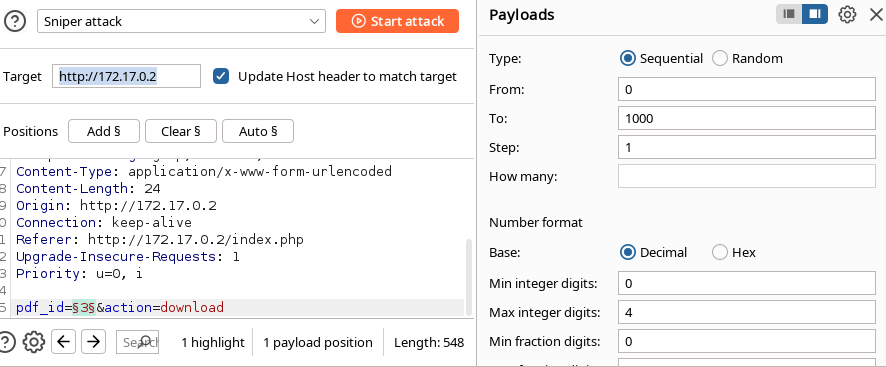 Sniper attack
Start attack
Target http://172.17.0.2 Update Host header to match target
Positions Add § Clear § Auto §
7 Content-Type: application/x-www-form-urlencoded
8 Content-Length: 24
9 Origin: http://172.17.0.2
0 Connection: keep-alive
1 Referer: http://172.17.0.2/index.php
2 Upgrade-Insecure-Requests: 1
3 Priority: u=0, i
4
5 pdf_id=§3§&action=download
Search
1 highlight 1 payload position Length: 548
Payloads
Type: Sequential Random
From: 0
To: 1000
Step: 1
How many:
Number format
Base: Decimal Hex
Min integer digits: 0
Max integer digits: 4
Min fraction digits: 0